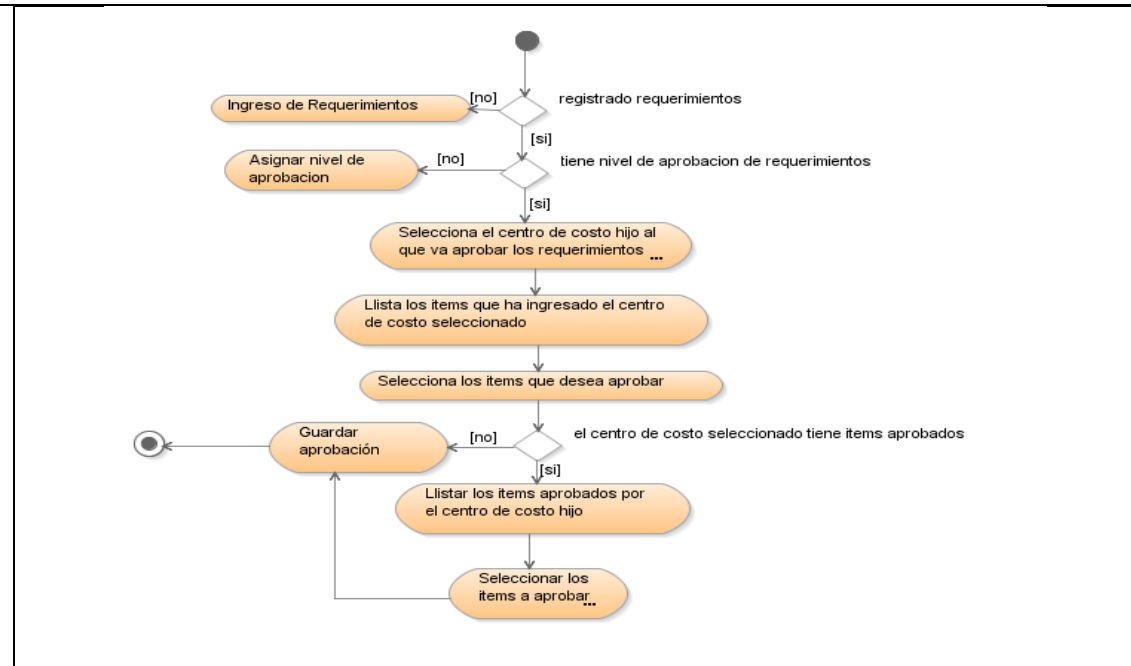 Ingreso de Requerimientos
[no]
registrado requerimientos
[si]
Asignar nivel de
aprobacion
[no]
tiene nivel de aprobacion de requerimientos
[si]
Selecciona el centro de costo hijo al
que va aprobar los requerimientos ...
Llista los items que ha ingresado el centro
de costo seleccionado
Selecciona los items que desea aprobar
Guardar
aprobación
[no]
el centro de costo seleccionado tiene items aprobados
[si]
Llistar los items aprobados por
el centro de costo hijo
Seleccionar los
items a aprobar...